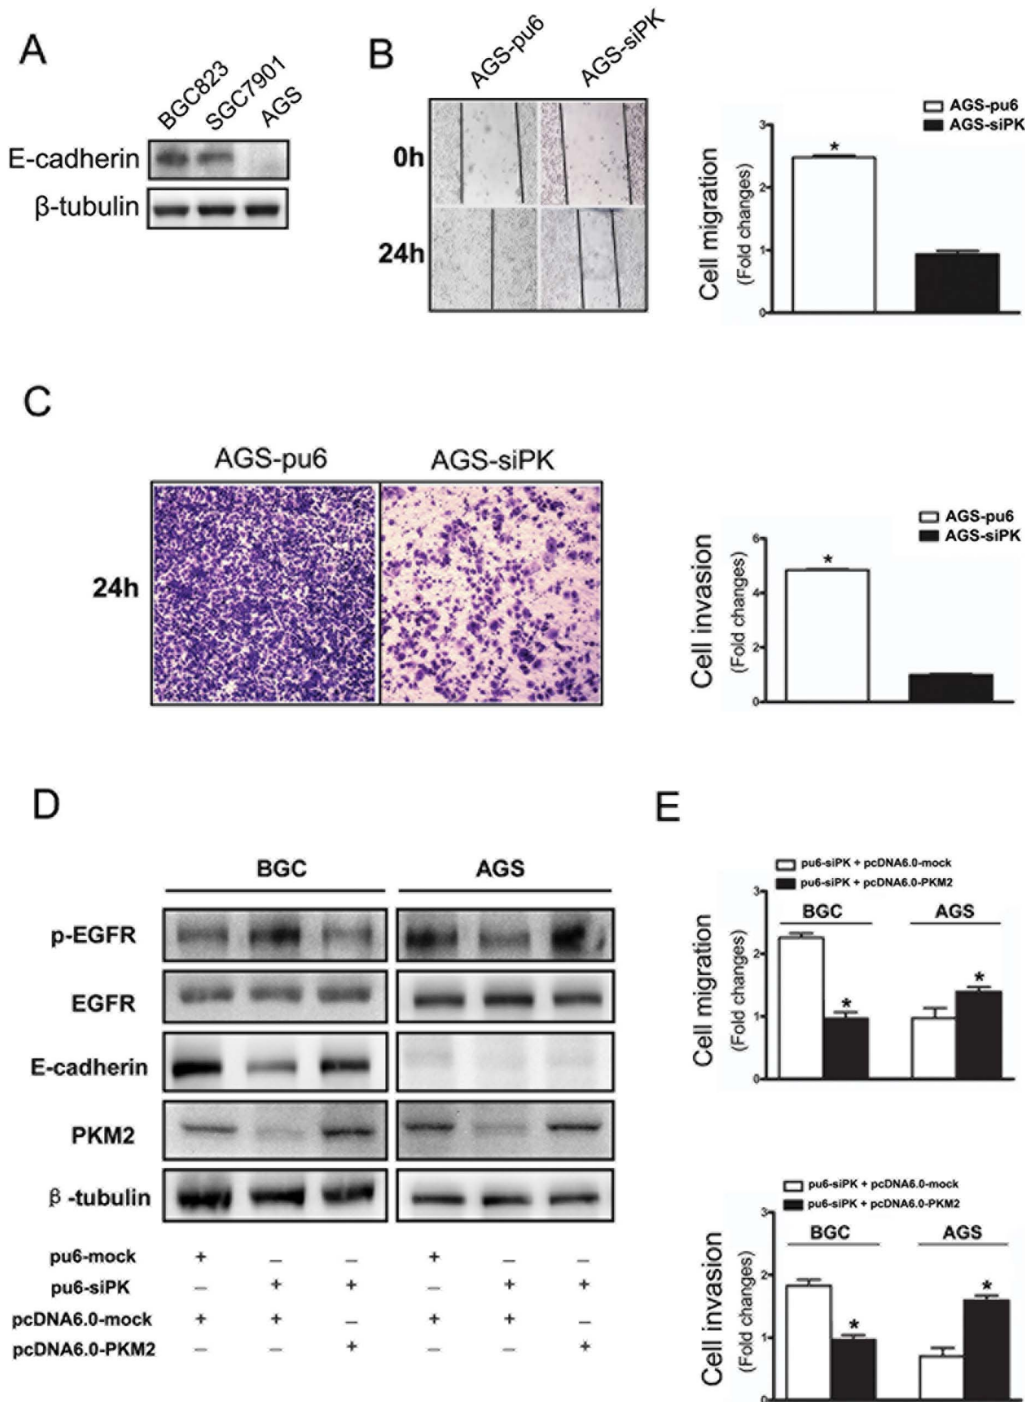 A
BGC823
SGC7901
AGS
E-cadherin
β-tubulin
B
AGS-pu6
AGS-siPK
0h
24h
AGS-pu6
AGS-siPK
Cell migration
(Fold changes)
3
2
1
0
*
C
AGS-pu6
AGS-siPK
24h
AGS-pu6
AGS-siPK
Cell invasion
(Fold changes)
6
4
2
0
*
D
BGC
AGS
p-EGFR
EGFR
E-cadherin
PKM2
β-tubulin
pu6-mock + – – + – –
pu6-siPK – + + – + +
pcDNA6.0-mock + + – + + –
pcDNA6.0-PKM2 – – + – – +
E
pu6-siPK + pcDNA6.0-mock
pu6-siPK + pcDNA6.0-PKM2
BGC
AGS
Cell migration
(Fold changes)
3
2
1
0
*
*
pu6-siPK + pcDNA6.0-mock
pu6-siPK + pcDNA6.0-PKM2
BGC
AGS
Cell invasion
(Fold changes)
3
2
1
0
*
*